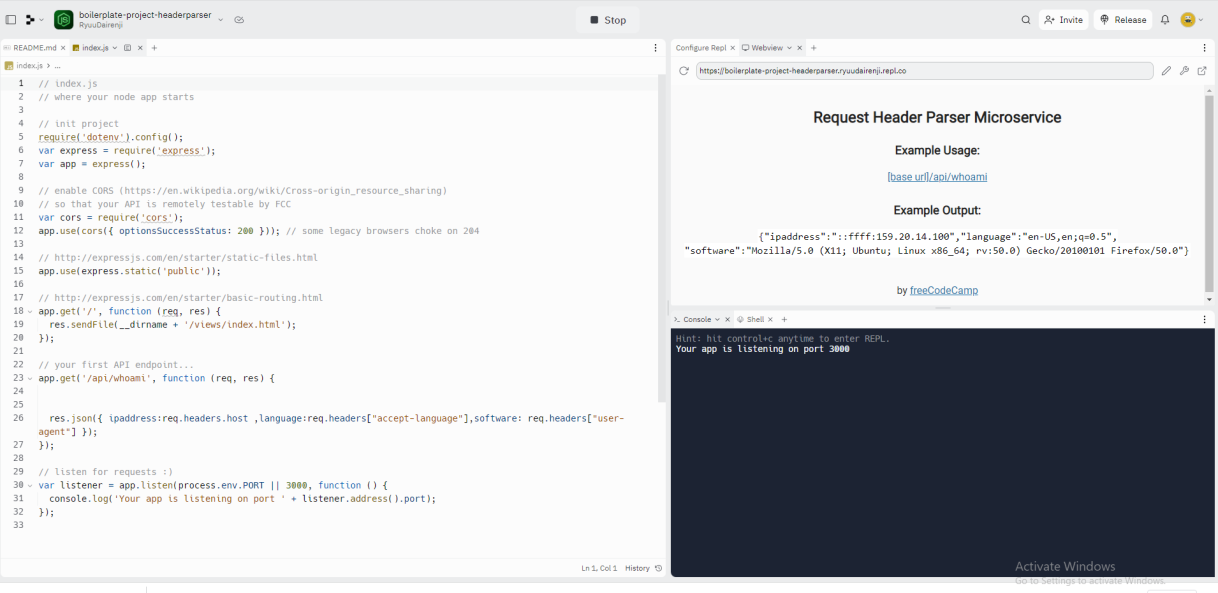 boilerplate-project-headerparser
RyuuDairenji
Stop
Invite
Release
README.md
index.js
index.js > ...
1 // index.js
2 // where your node app starts
3
4 // init project
5 require('dotenv').config();
6 var express = require('express');
7 var app = express();
8
9 // enable CORS (https://en.wikipedia.org/wiki/Cross-origin_resource_sharing)
10 // so that your API is remotely testable by FCC
11 var cors = require('cors');
12 app.use(cors({ optionsSuccessStatus: 200 })); // some legacy browsers choke on 204
13
14 // http://expressjs.com/en/starter/static-files.html
15 app.use(express.static('public'));
16
17 // http://expressjs.com/en/starter/basic-routing.html
18 app.get('/', function (req, res) {
19 res.sendFile(__dirname + '/views/index.html');
20 });
21
22 // your first API endpoint...
23 app.get('/api/whoami', function (req, res) {
24
25
26 res.json({ ipaddress:req.headers.host ,language:req.headers["accept-language"],software: req.headers["user-
agent"] });
27 });
28
29 // listen for requests :)
30 var listener = app.listen(process.env.PORT || 3000, function () {
31 console.log('Your app is listening on port ' + listener.address().port);
32 });
33
Ln 1, Col 1 History
Configure Repl
Webview
https://boilerplate-project-headerparser.ryuudairenji.repl.co
Request Header Parser Microservice
Example Usage:
[base url]/api/whoami
Example Output:
{"ipaddress":"::ffff:159.20.14.100","language":"en-US,en;q=0.5",
"software":"Mozilla/5.0 (X11; Ubuntu; Linux x86_64; rv:50.0) Gecko/20100101 Firefox/50.0"}
by freeCodeCamp
Console
Shell
Hint: hit control+c anytime to enter REPL.
Your app is listening on port 3000
Activate Windows
Go to Settings to activate Windows.